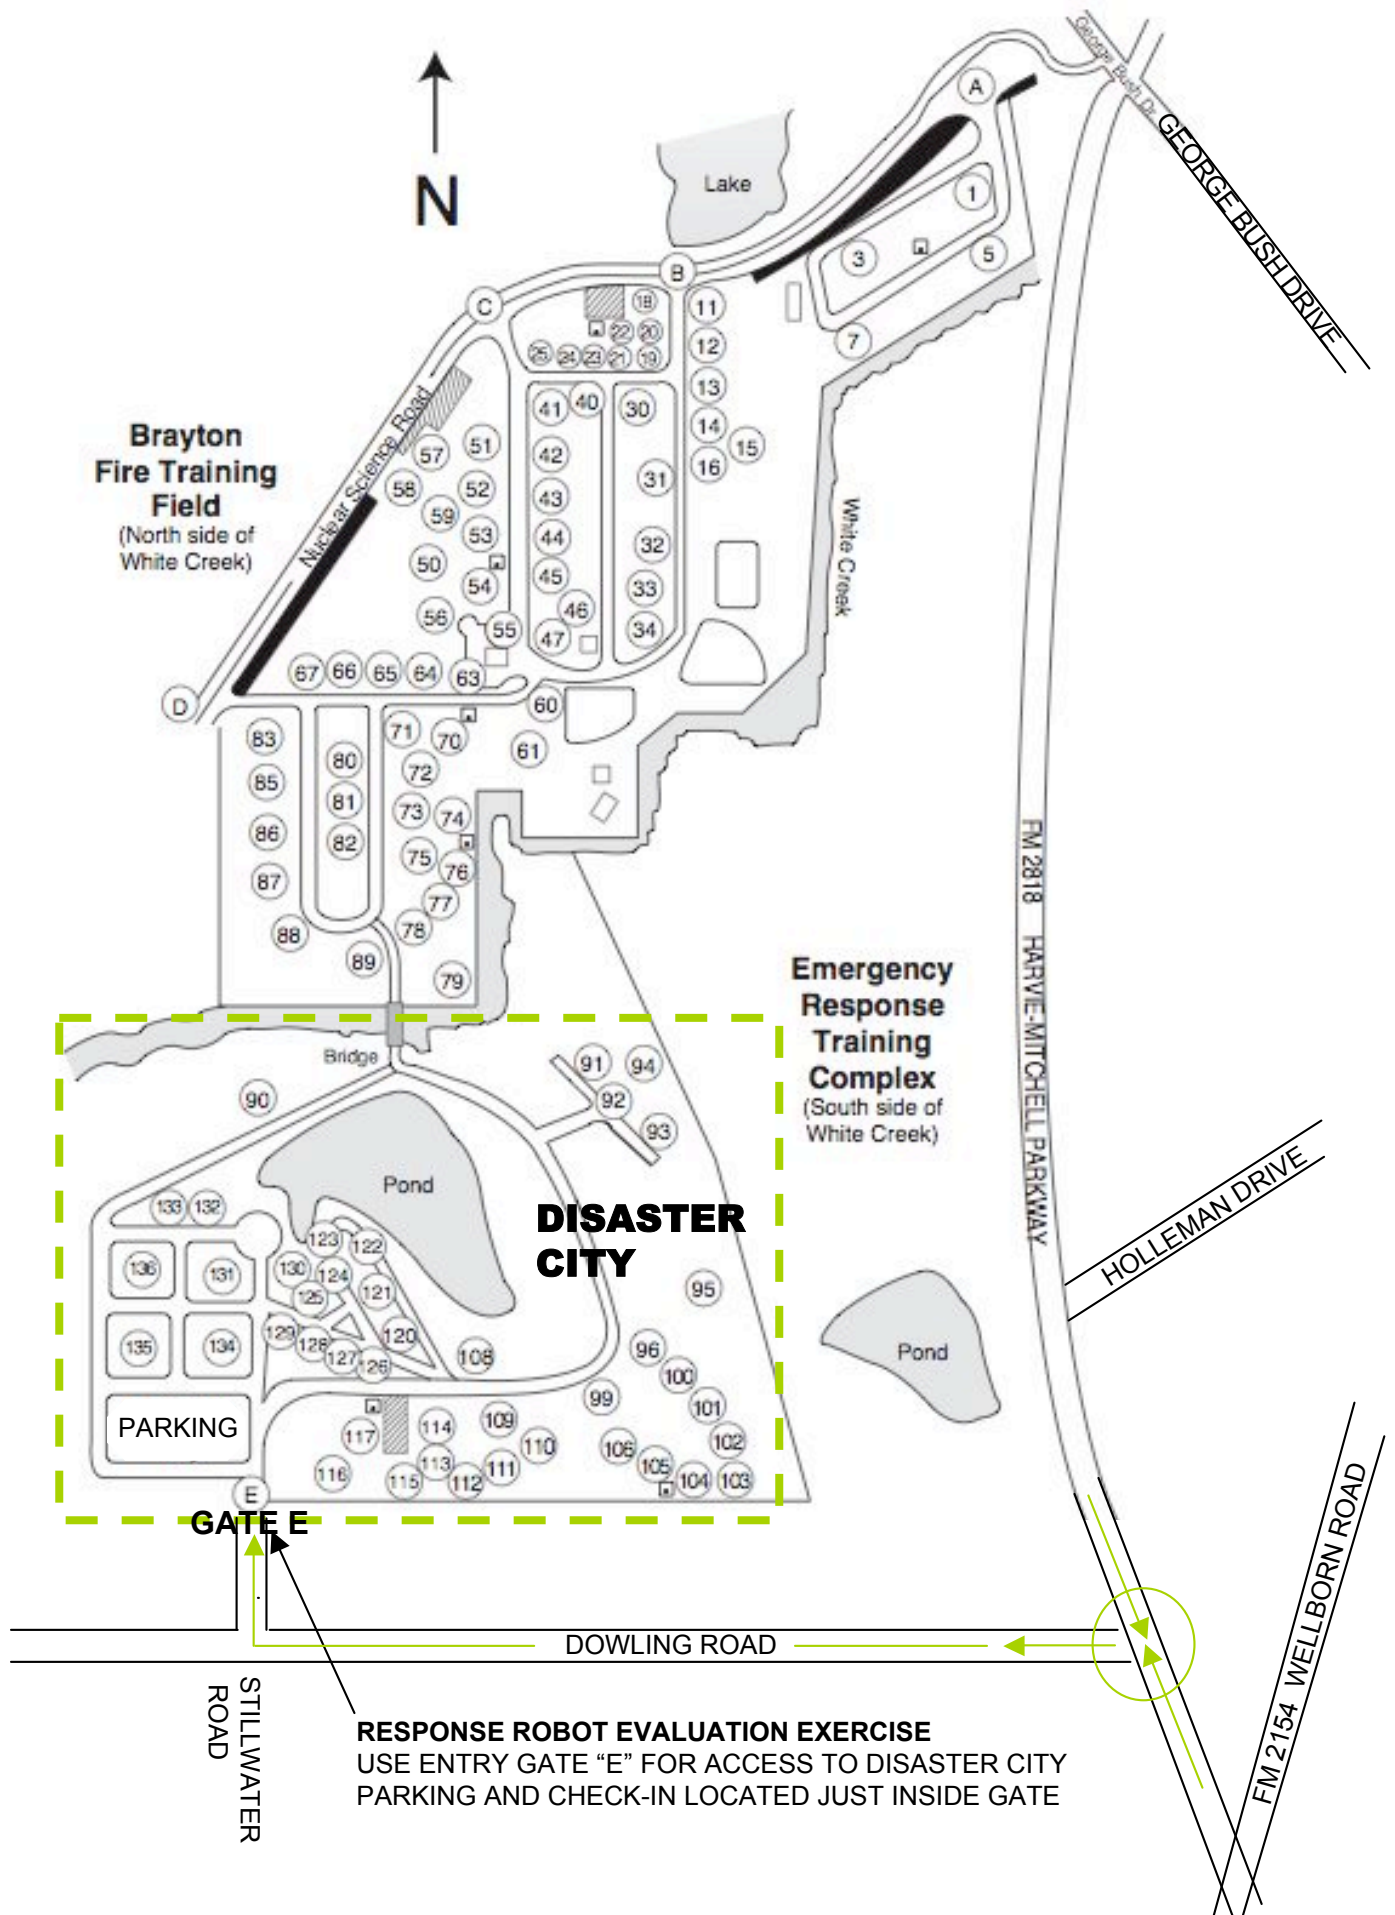 George Bush Dr.
GEORGE BUSH DRIVE
A
N
Lake
1
3
5
B
C
18
11
22
20
7
12
25
24
23
21
19
13
41
40
30
14
Nuclear Science Road
Brayton
Fire Training
Field
(North side of
White Creek)
51
15
57
42
16
58
52
31
59
43
White Creek
53
44
32
50
54
45
33
56
46
55
47
34
67
66
65
64
63
D
60
83
71
70
61
80
72
85
81
73
74
86
82
75
76
87
77
78
88
89
79
FM 2818 HARVIE-MITCHELL PARKWAY
Emergency
Response
Training
Complex
(South side of
White Creek)
Bridge
91
94
90
92
93
HOLLEMAN DRIVE
Pond
133
132
DISASTER
CITY
123
122
136
131
130
124
125
121
95
129
128
120
135
134
127
126
108
96
Pond
100
99
101
PARKING
117
114
109
110
106
102
116
113
111
105
115
112
104
103
E
GATE E
FM 2154 WELLBORN ROAD
DOWLING ROAD
STILLWATER
ROAD
RESPONSE ROBOT EVALUATION EXERCISE
USE ENTRY GATE “E” FOR ACCESS TO DISASTER CITY
PARKING AND CHECK-IN LOCATED JUST INSIDE GATE